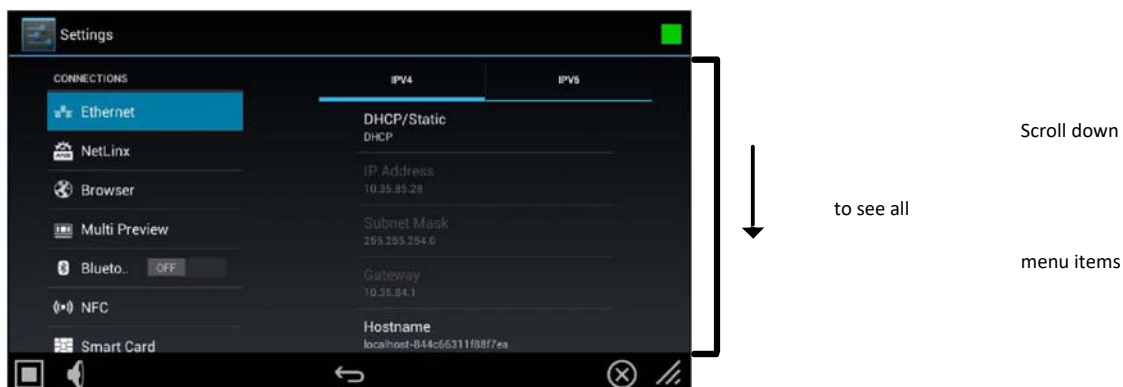 Settings
CONNECTIONS
Ethernet
NetLinx
Browser
Multi Preview
Blueto.. OFF
NFC
Smart Card
IPV4 IPV6
DHCP/Static
DHCP
IP Address
10.35.85.28
Subnet Mask
255.255.254.0
Gateway
10.35.84.1
Hostname
localhost-844c66311f88f7ea
Scroll down
to see all
menu items